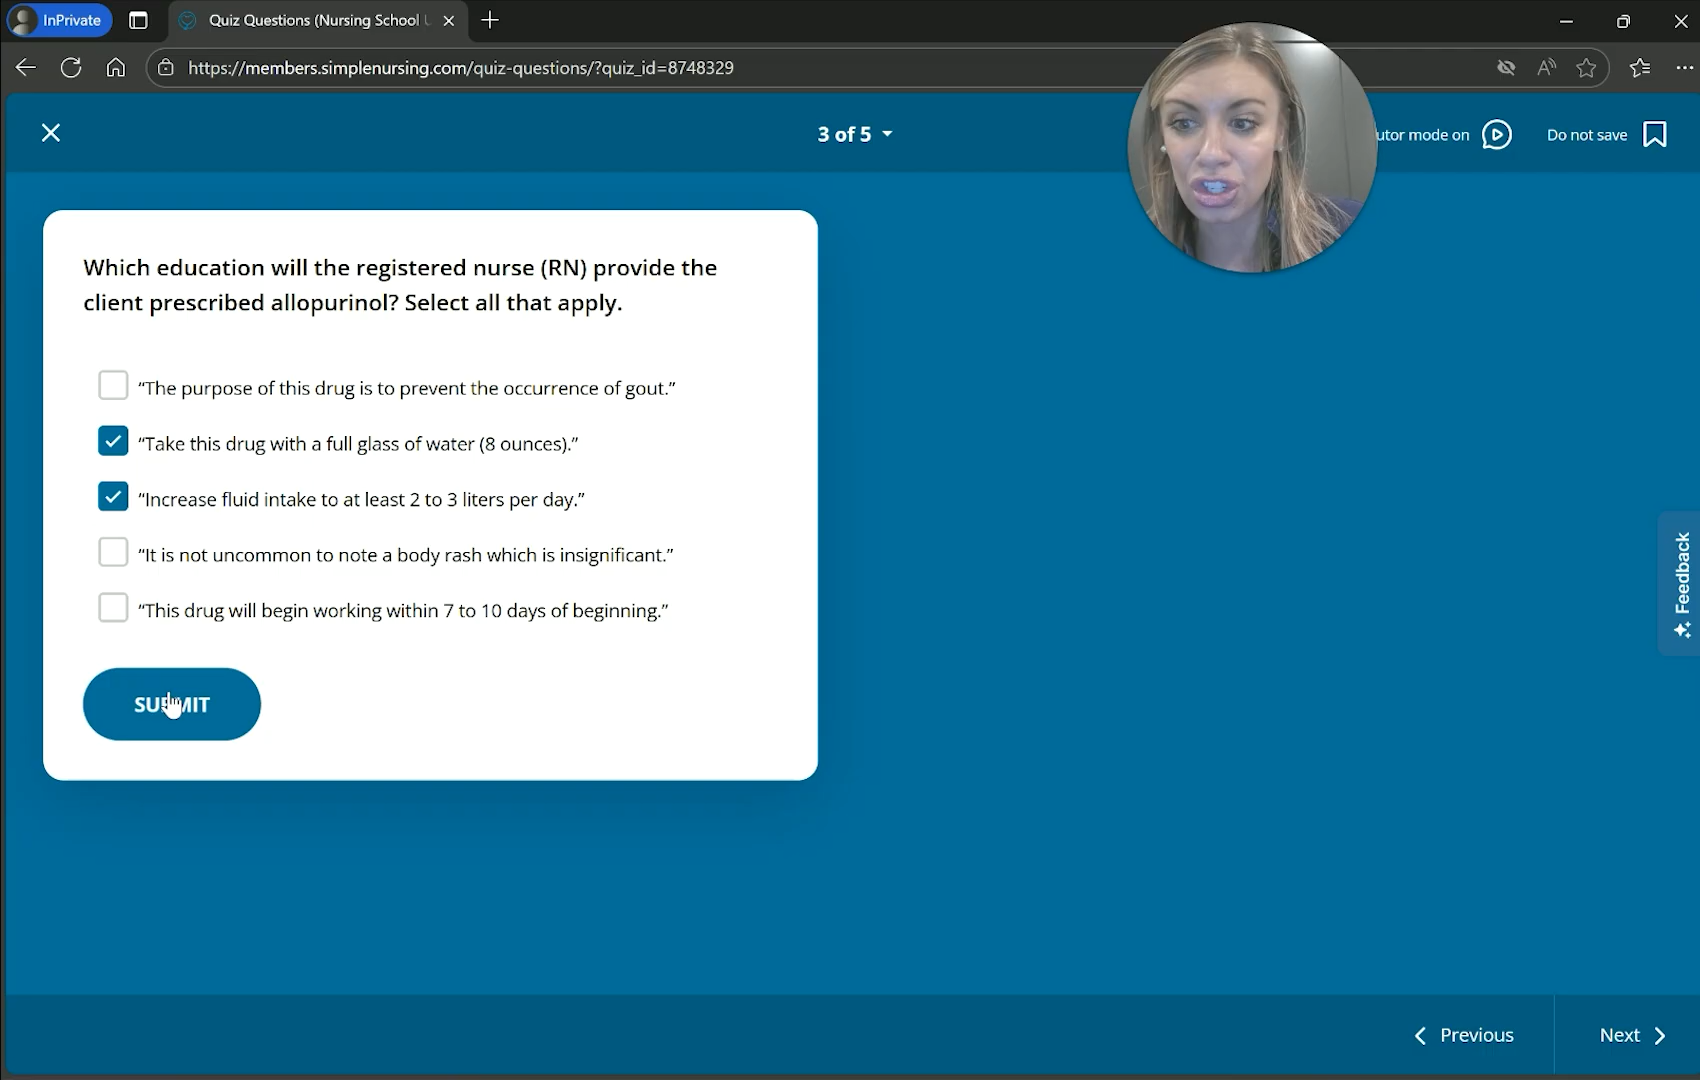 InPrivate
Quiz Questions (Nursing School
https://members.simplenursing.com/quiz-questions/?quiz_id=8748329
3 of 5
utor mode on
Do not save
Which education will the registered nurse (RN) provide the
client prescribed allopurinol? Select all that apply.
“The purpose of this drug is to prevent the occurrence of gout.”
“Take this drug with a full glass of water (8 ounces).”
“Increase fluid intake to at least 2 to 3 liters per day.”
“It is not uncommon to note a body rash which is insignificant.”
“This drug will begin working within 7 to 10 days of beginning.”
SUBMIT
Feedback
Previous
Next